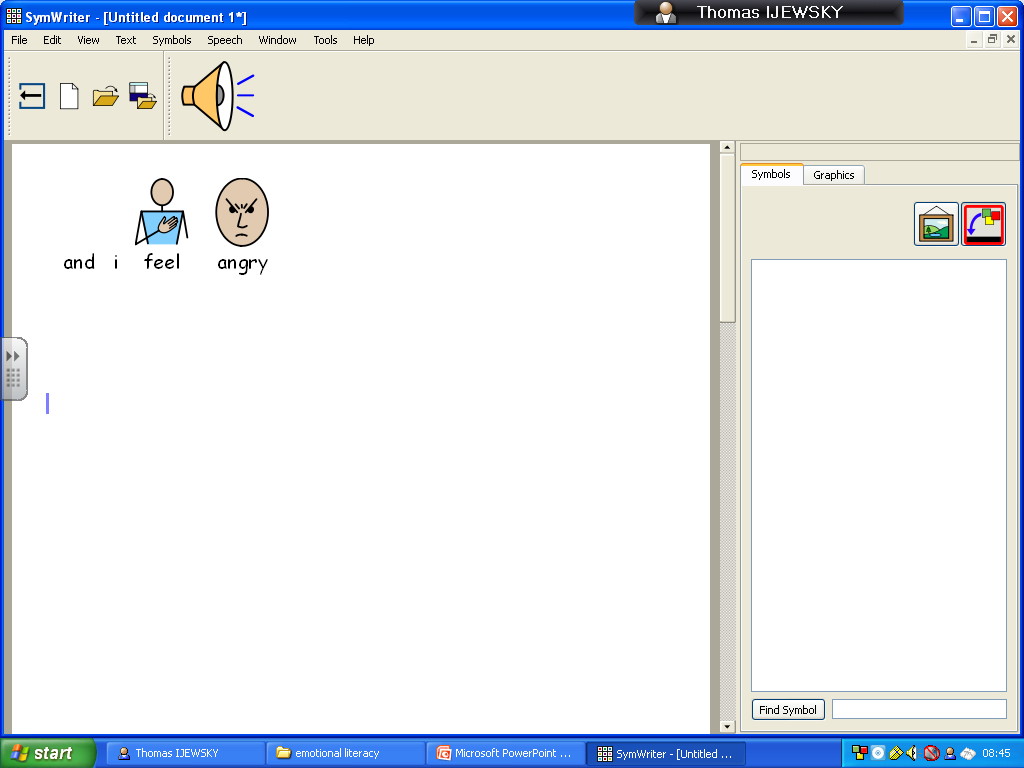 SymWriter - [Untitled document 1*]
Thomas IJEWSKY
File Edit View Text Symbols Speech Window Tools Help
Symbols Graphics
and i feel angry
Find Symbol
start Thomas IJEWSKY emotional literacy Microsoft PowerPoint ... SymWriter - [Untitled ... 08:45